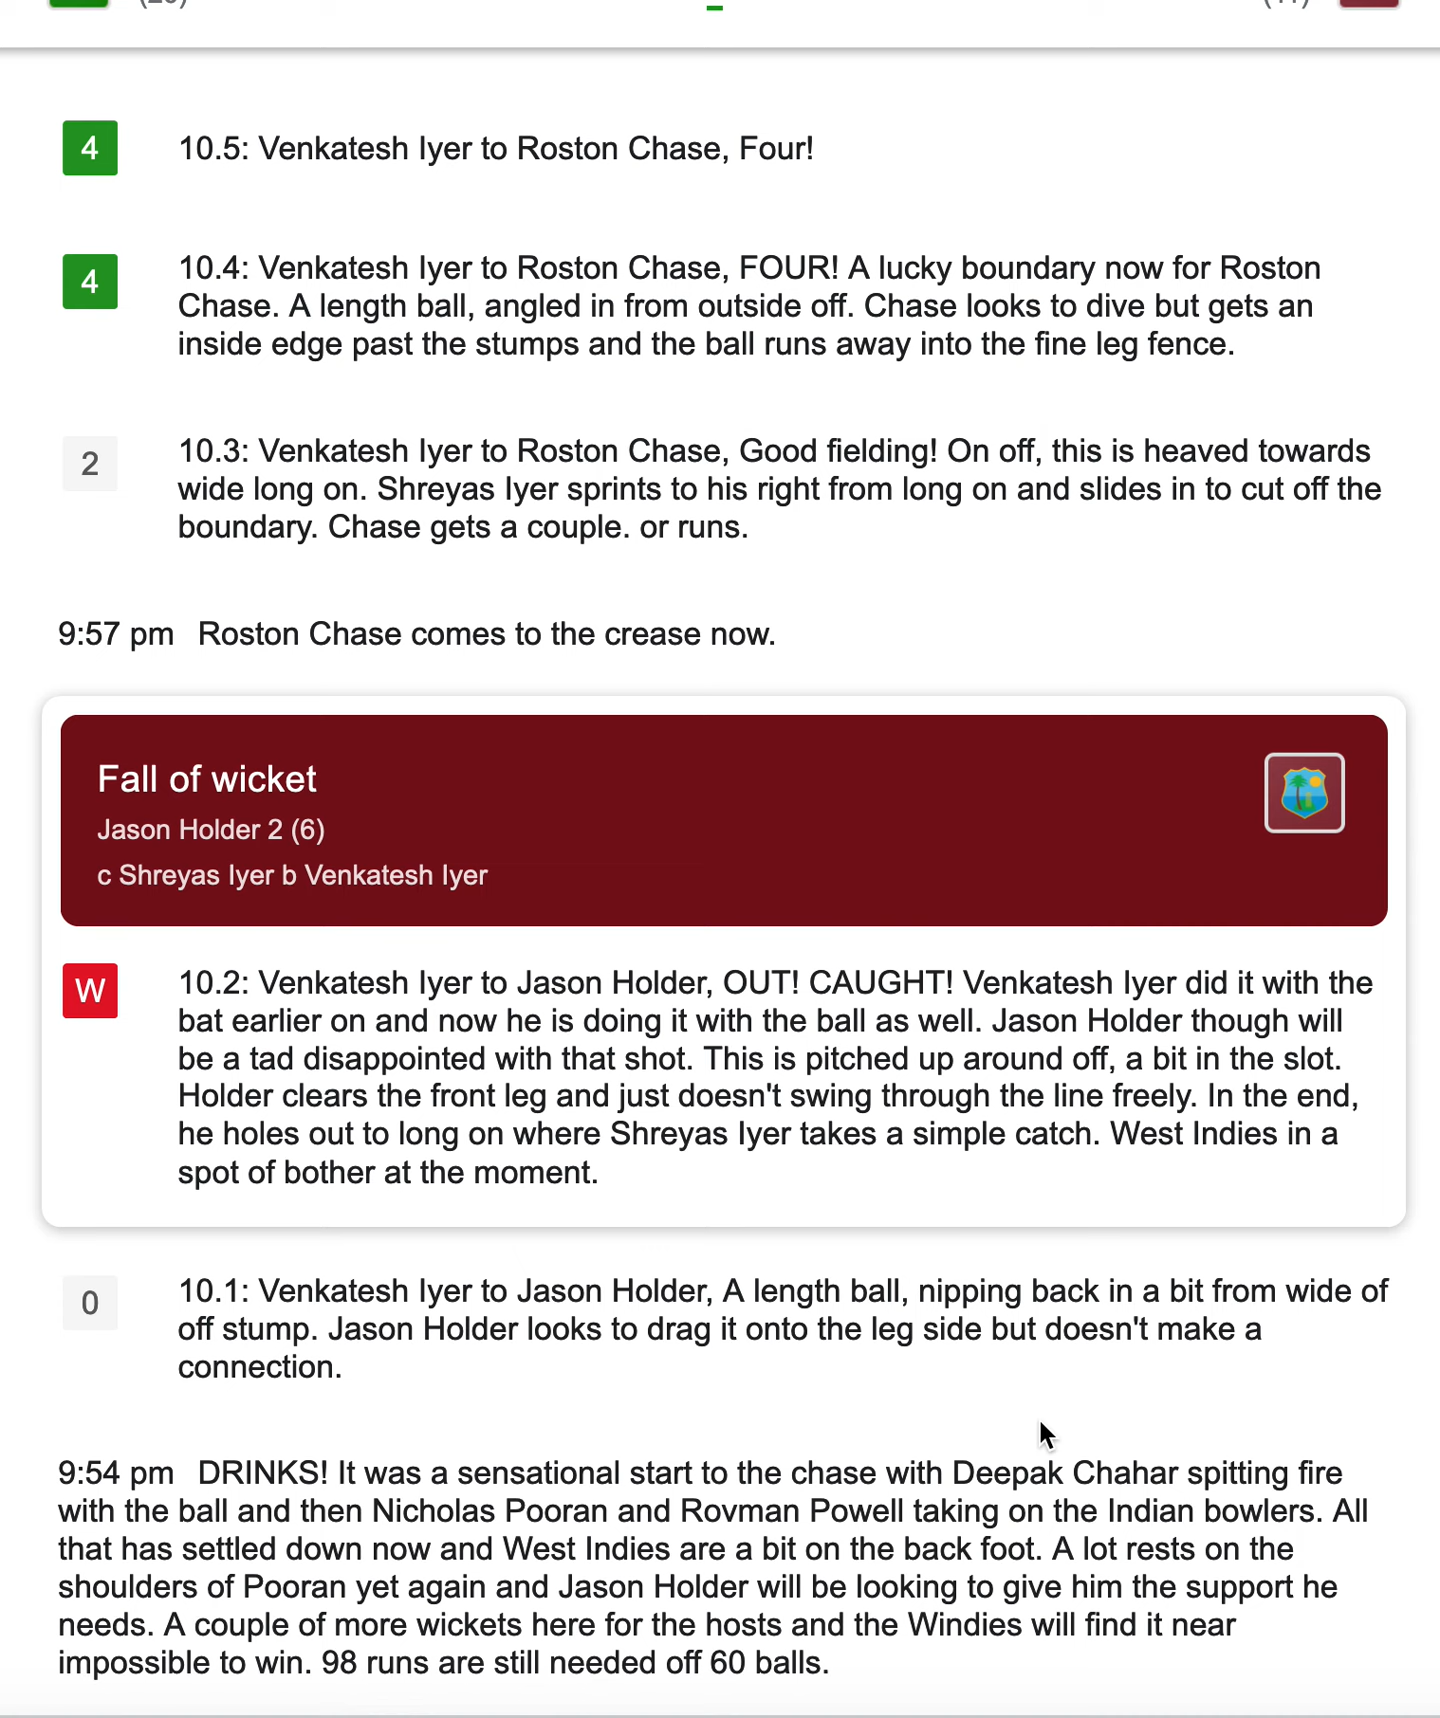 4
10.5: Venkatesh Iyer to Roston Chase, Four!
4
10.4: Venkatesh Iyer to Roston Chase, FOUR! A lucky boundary now for Roston
Chase. A length ball, angled in from outside off. Chase looks to dive but gets an
inside edge past the stumps and the ball runs away into the fine leg fence.
2
10.3: Venkatesh Iyer to Roston Chase, Good fielding! On off, this is heaved towards
wide long on. Shreyas Iyer sprints to his right from long on and slides in to cut off the
boundary. Chase gets a couple. or runs.
9:57 pm Roston Chase comes to the crease now.
Fall of wicket
Jason Holder 2 (6)
c Shreyas Iyer b Venkatesh Iyer
W
10.2: Venkatesh Iyer to Jason Holder, OUT! CAUGHT! Venkatesh Iyer did it with the
bat earlier on and now he is doing it with the ball as well. Jason Holder though will
be a tad disappointed with that shot. This is pitched up around off, a bit in the slot.
Holder clears the front leg and just doesn't swing through the line freely. In the end,
he holes out to long on where Shreyas Iyer takes a simple catch. West Indies in a
spot of bother at the moment.
0
10.1: Venkatesh Iyer to Jason Holder, A length ball, nipping back in a bit from wide of
off stump. Jason Holder looks to drag it onto the leg side but doesn't make a
connection.
9:54 pm DRINKS! It was a sensational start to the chase with Deepak Chahar spitting fire
with the ball and then Nicholas Pooran and Rovman Powell taking on the Indian bowlers. All
that has settled down now and West Indies are a bit on the back foot. A lot rests on the
shoulders of Pooran yet again and Jason Holder will be looking to give him the support he
needs. A couple of more wickets here for the hosts and the Windies will find it near
impossible to win. 98 runs are still needed off 60 balls.